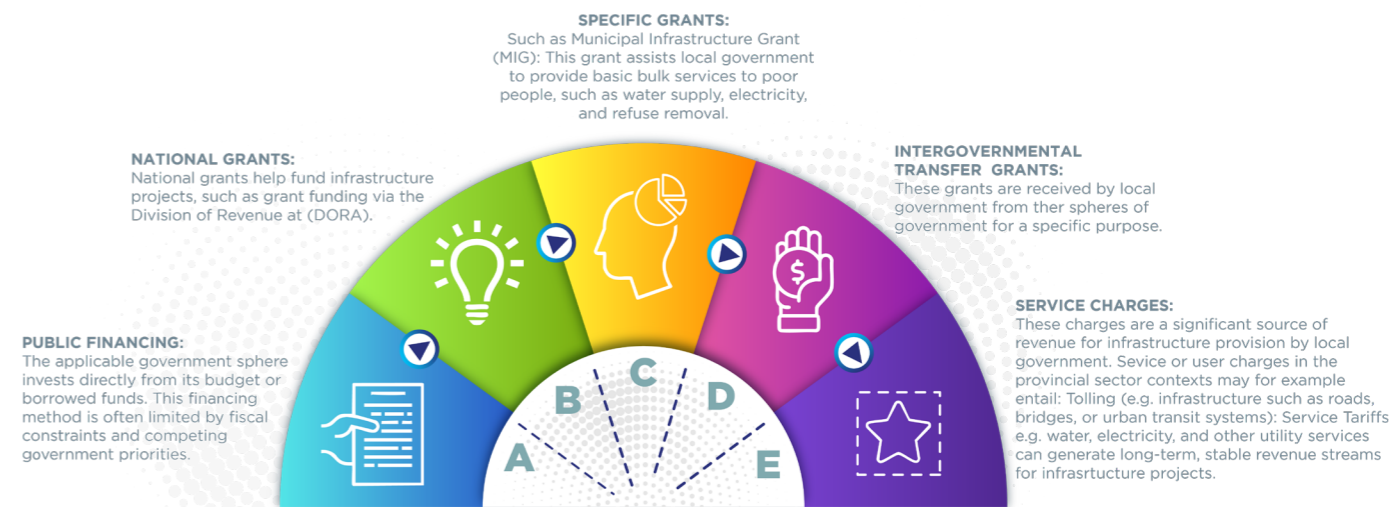 SPECIFIC GRANTS:
Such as Municipal Infrastructure Grant
(MIG): This grant assists local government
to provide basic bulk services to poor
people, such as water supply, electricity,
and refuse removal.
NATIONAL GRANTS:
National grants help fund infrastructure
projects, such as grant funding via the
Division of Revenue at (DORA).
INTERGOVERNMENTAL
TRANSFER GRANTS:
These grants are received by local
government from ther spheres of
government for a specific purpose.
PUBLIC FINANCING:
The applicable government sphere
invests directly from its budget or
borrowed funds. This financing
method is often limited by fiscal
constraints and competing
government priorities.
SERVICE CHARGES:
These charges are a significant source of
revenue for infrastructure provision by local
government. Sevice or user charges in the
provincial sector contexts may for example
entail: Tolling (e.g. infrastructure such as roads,
bridges, or urban transit systems): Service Tariffs
e.g. water, electricity, and other utility services
can generate long-term, stable revenue streams
for infrasrtucture projects.
$
A
B
C
D
E